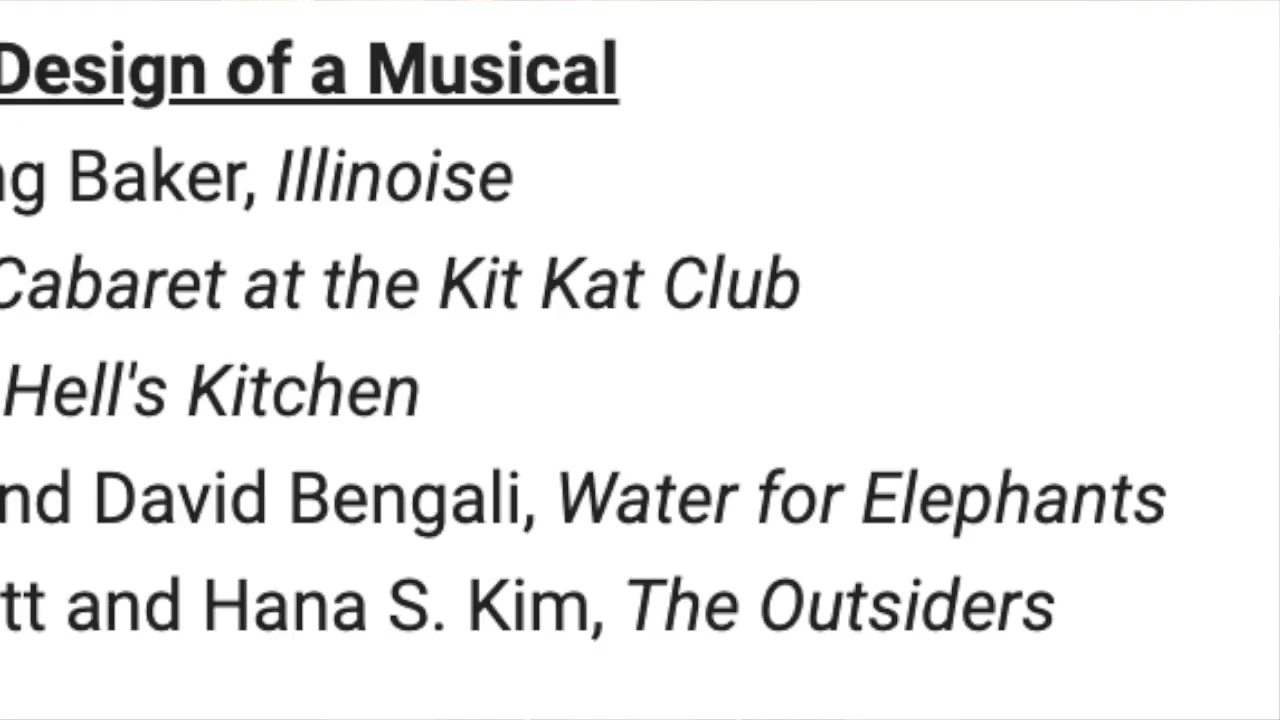 Design of a Musical
ng Baker, Illinoise
Cabaret at the Kit Kat Club
Hell's Kitchen
nd David Bengali, Water for Elephants
tt and Hana S. Kim, The Outsiders